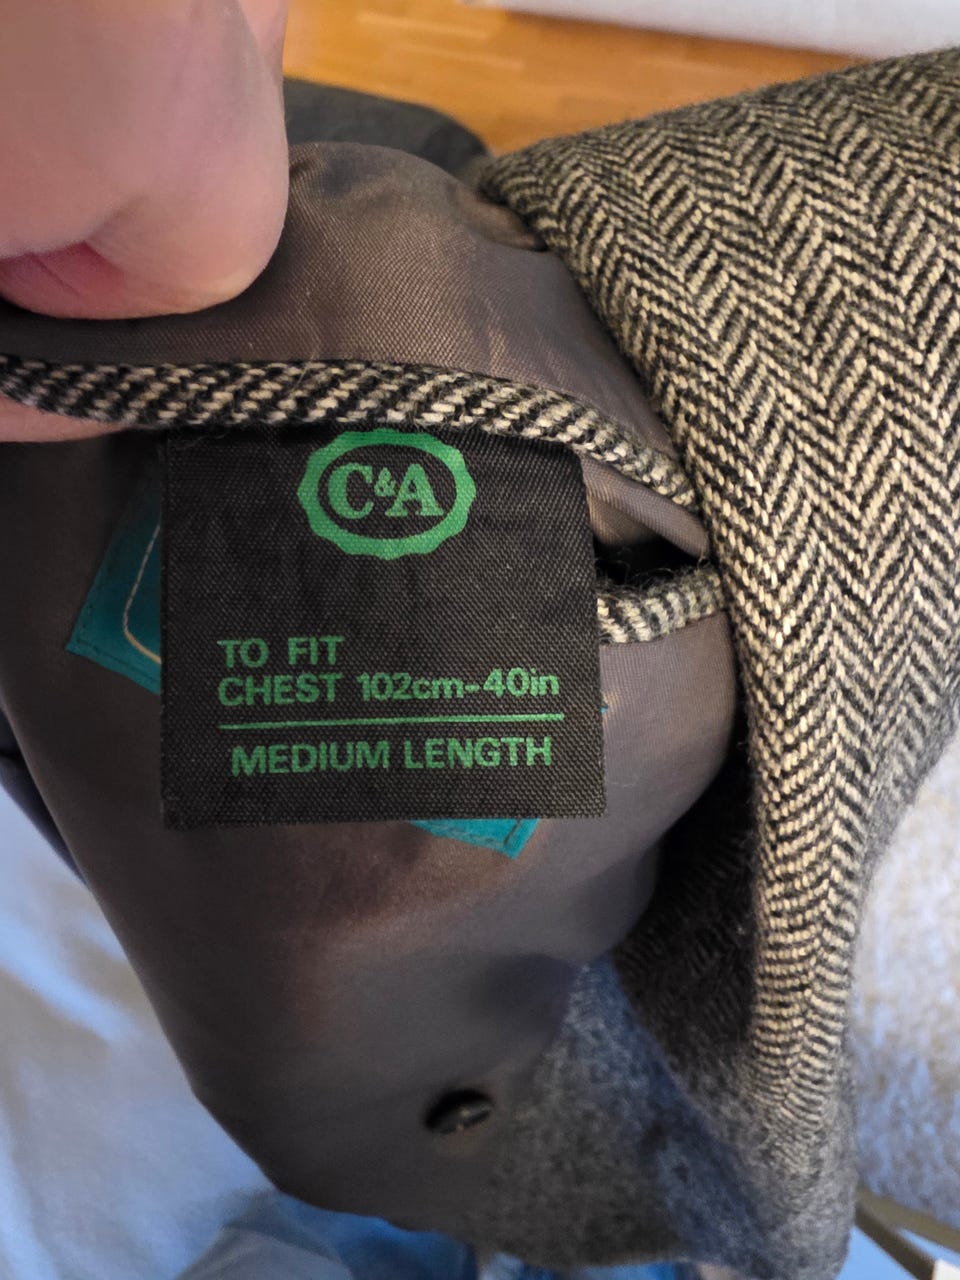 C&A
TO FIT
CHEST 102cm-40in
MEDIUM LENGTH